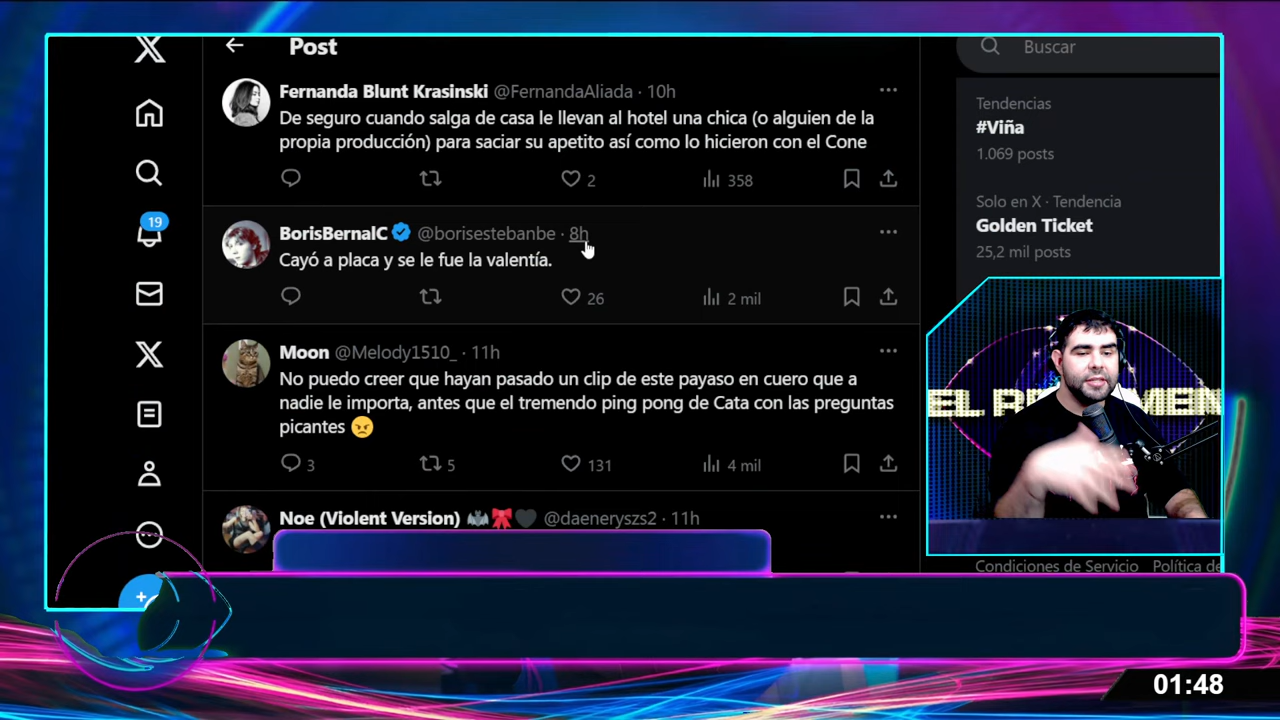 Post
Buscar
Fernanda Blunt Krasinski @FernandaAliada · 10h
De seguro cuando salga de casa le llevan al hotel una chica (o alguien de la
propia producción) para saciar su apetito así como lo hicieron con el Cone
2
358
Tendencias
#Viña
1.069 posts
Solo en X · Tendencia
Golden Ticket
25,2 mil posts
19
BorisBernalC @borisestebanbe · 8h
Cayó a placa y se le fue la valentía.
26
2 mil
Moon @Melody1510_ · 11h
No puedo creer que hayan pasado un clip de este payaso en cuero que a
nadie le importa, antes que el tremendo ping pong de Cata con las preguntas
picantes 😠
3
5
131
4 mil
Noe (Violent Version) 🦇🎀🖤 @daeneryszs2 · 11h
Condiciones de Servicio
Política de
01:48